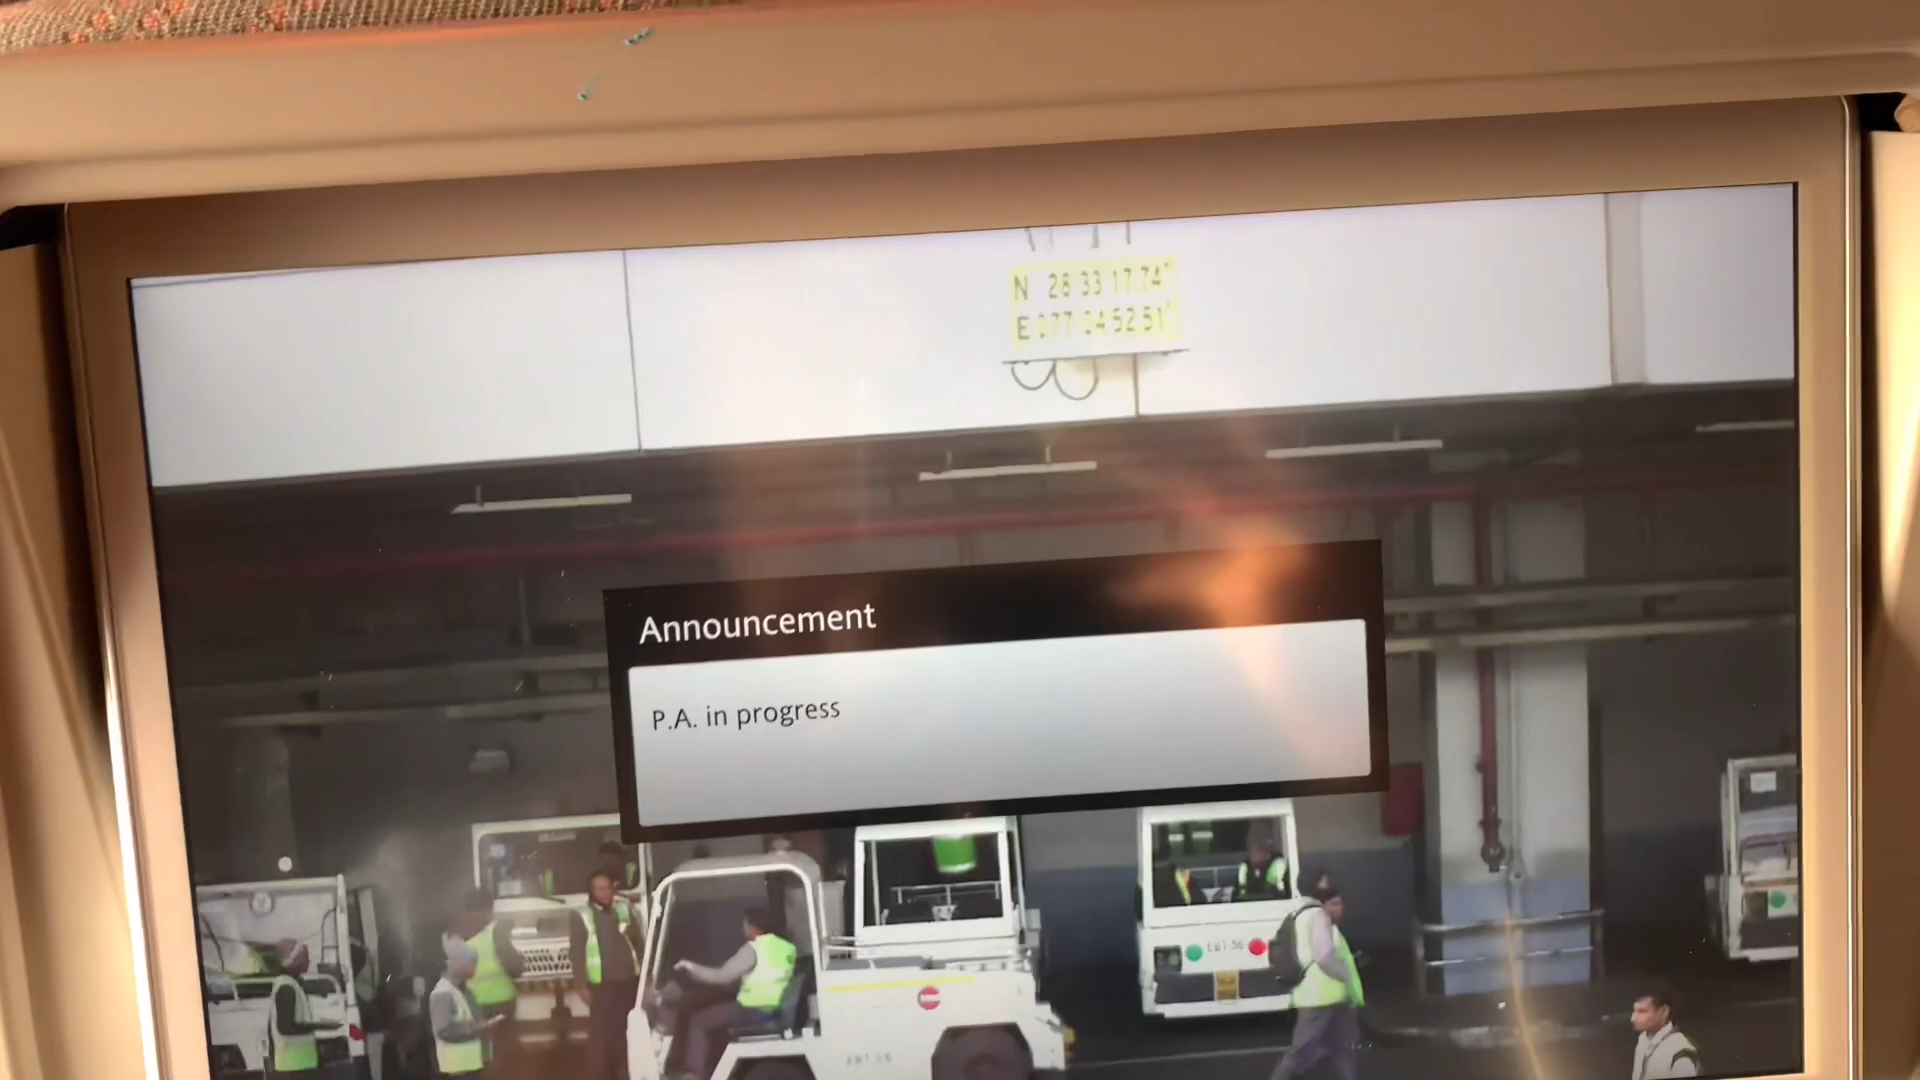 N 28 33 17.74"
E 077 04 52 51"
Announcement
P.A. in progress